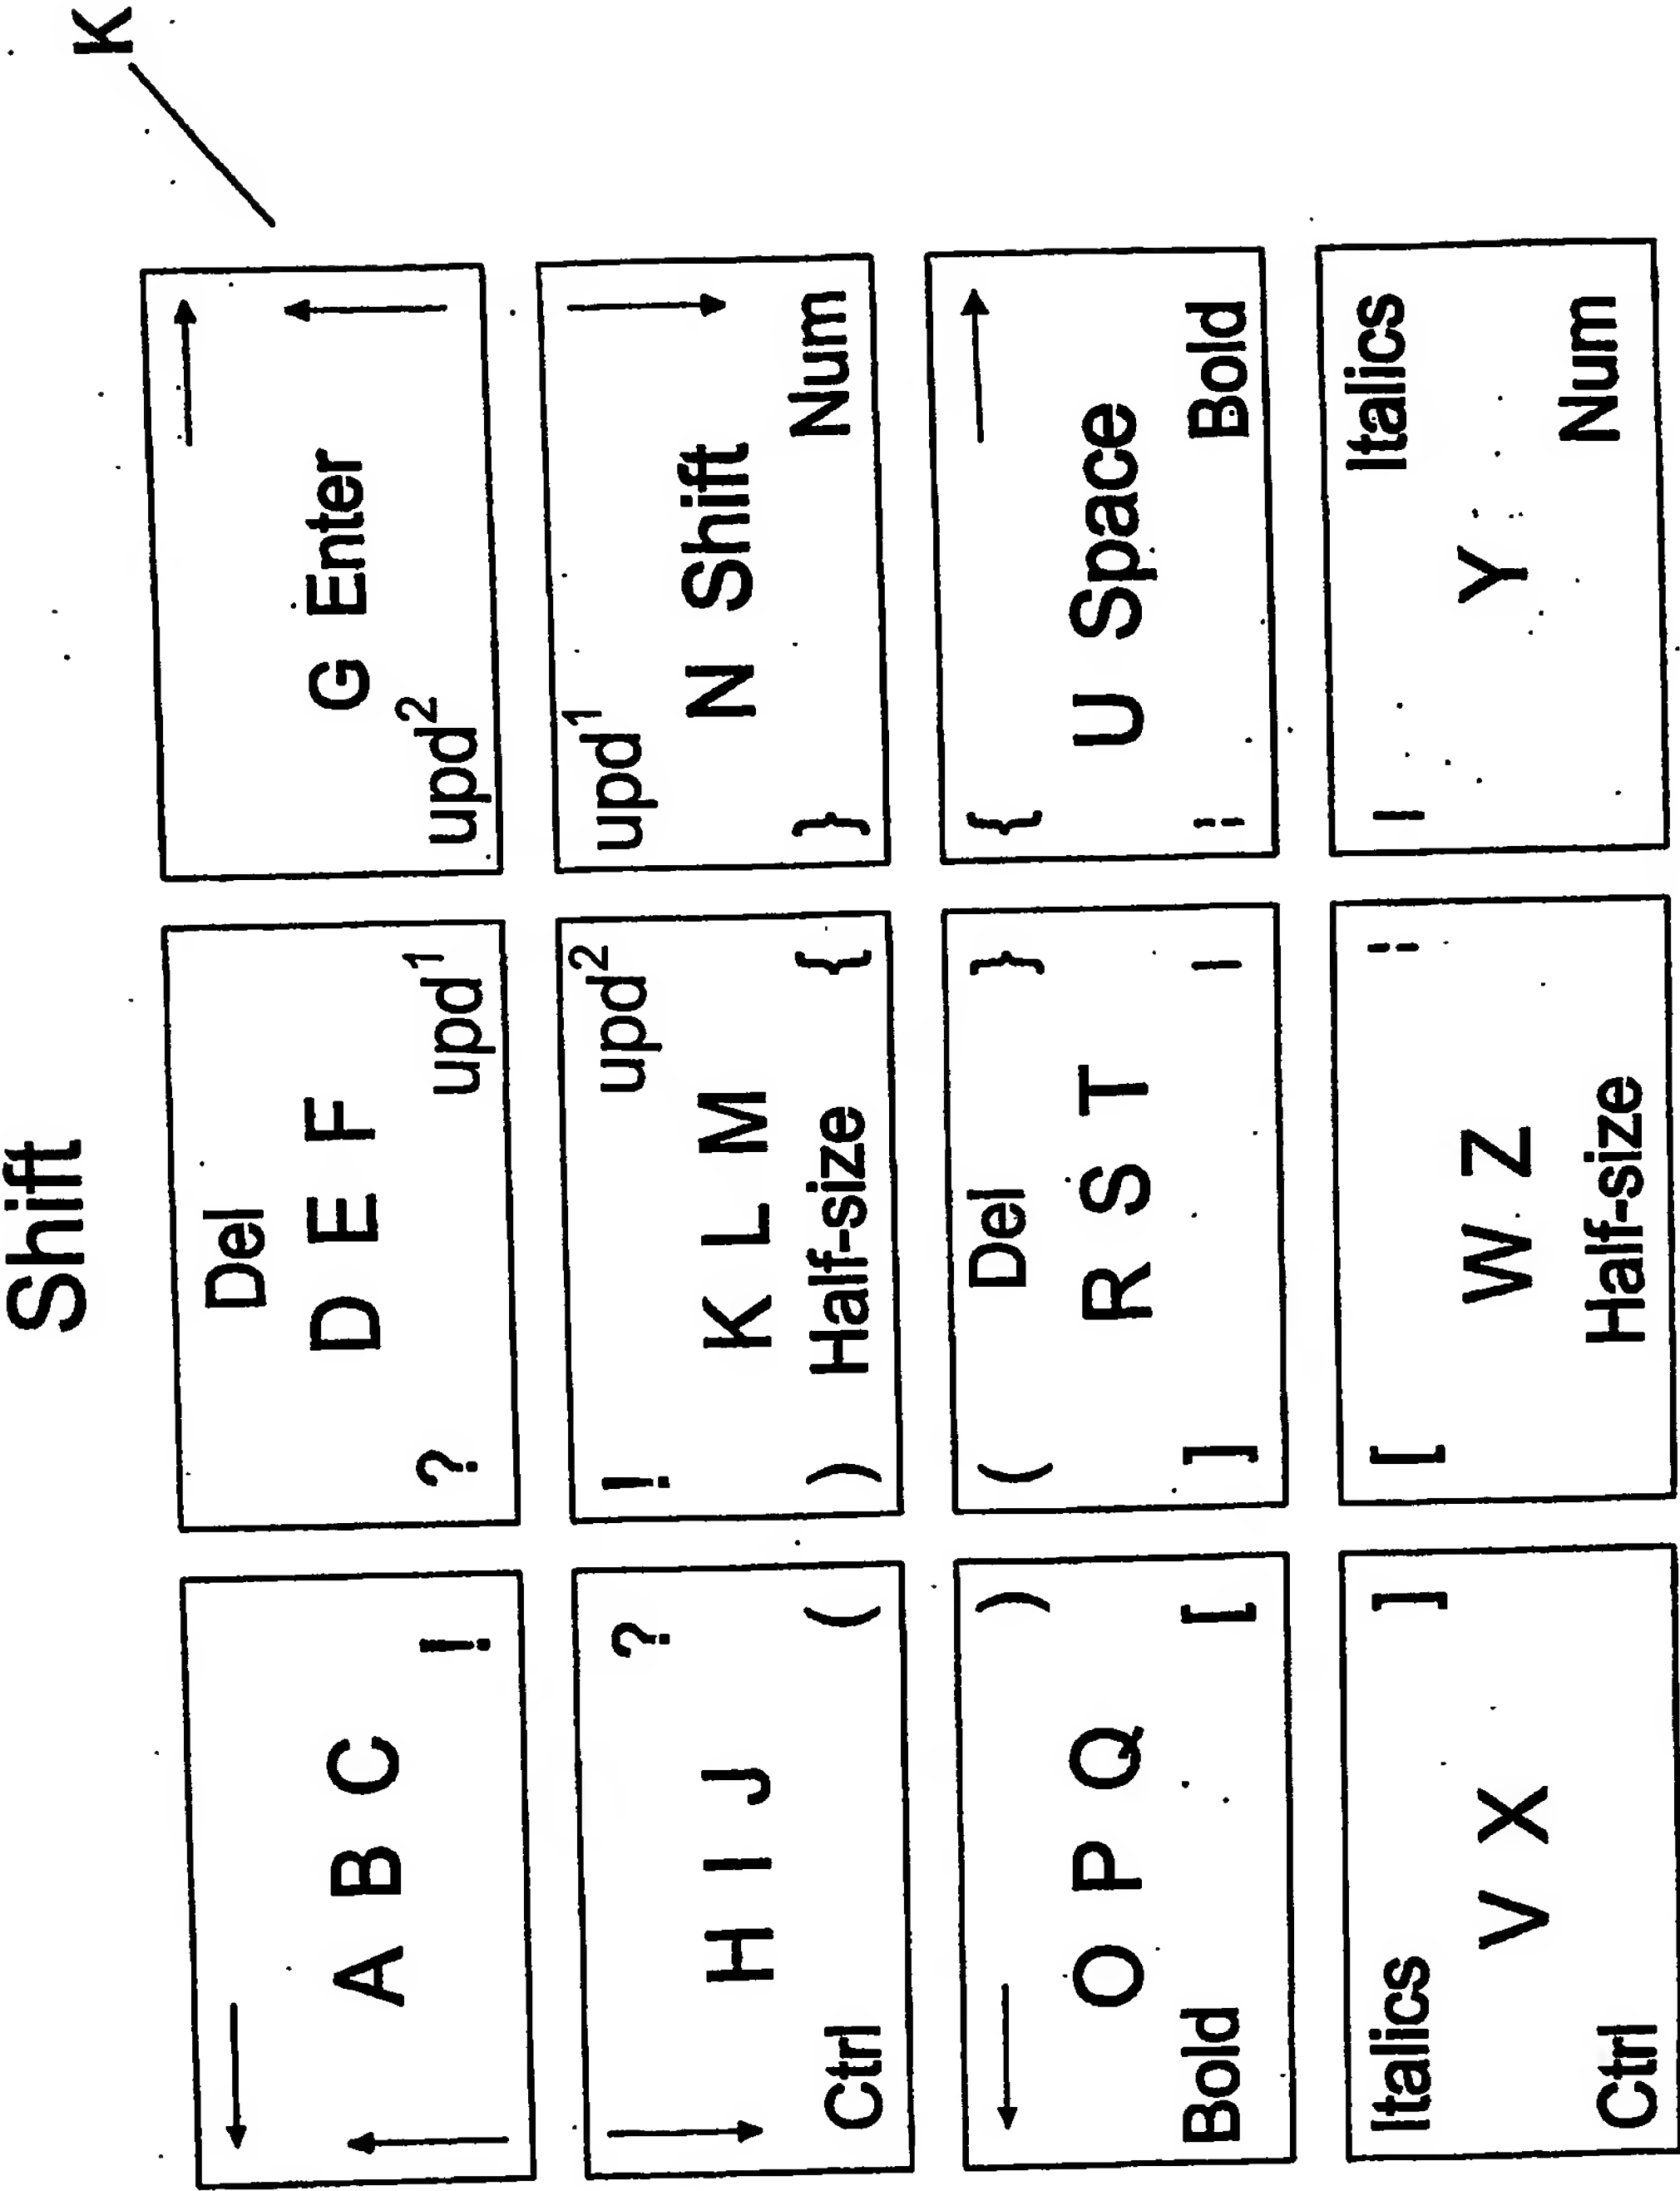 Shift
K
Del
A B C D E F G Enter
! ? upd¹ upd²
? ! upd² upd¹
H I J K L M N Shift
Ctrl ( ) Half-size { } Num
) ( Del } {
O P Q R S T U Space
Bold [ ] | ¦ Bold
Italics ] [ ¦ | Italics
V X W Z Y
Ctrl Half-size Num